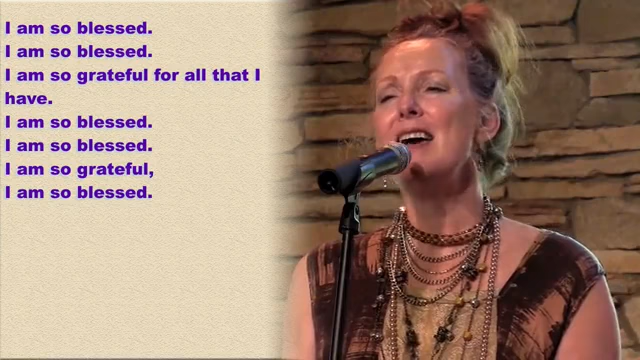 I am so blessed.
I am so blessed.
I am so grateful for all that I
have.
I am so blessed.
I am so blessed.
I am so grateful,
I am so blessed.